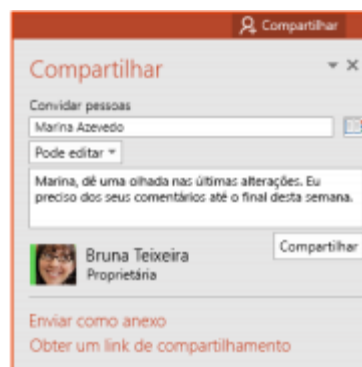 Compartilhar
Compartilhar
Convidar pessoas
Marina Azevedo
Pode editar
Marina, dê uma olhada nas últimas alterações. Eu
preciso dos seus comentários até o final desta semana.
Compartilhar
Bruna Teixeira
Proprietária
Enviar como anexo
Obter um link de compartilhamento